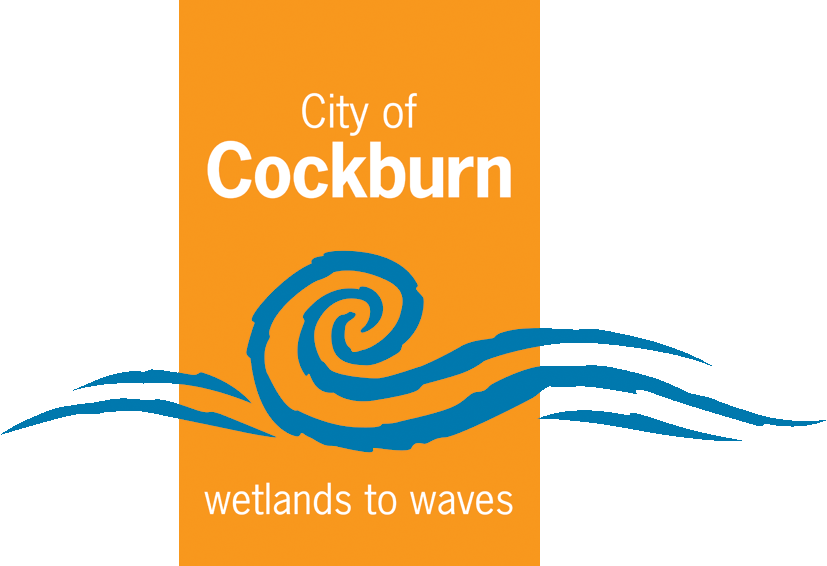 City of
Cockburn
wetlands to waves